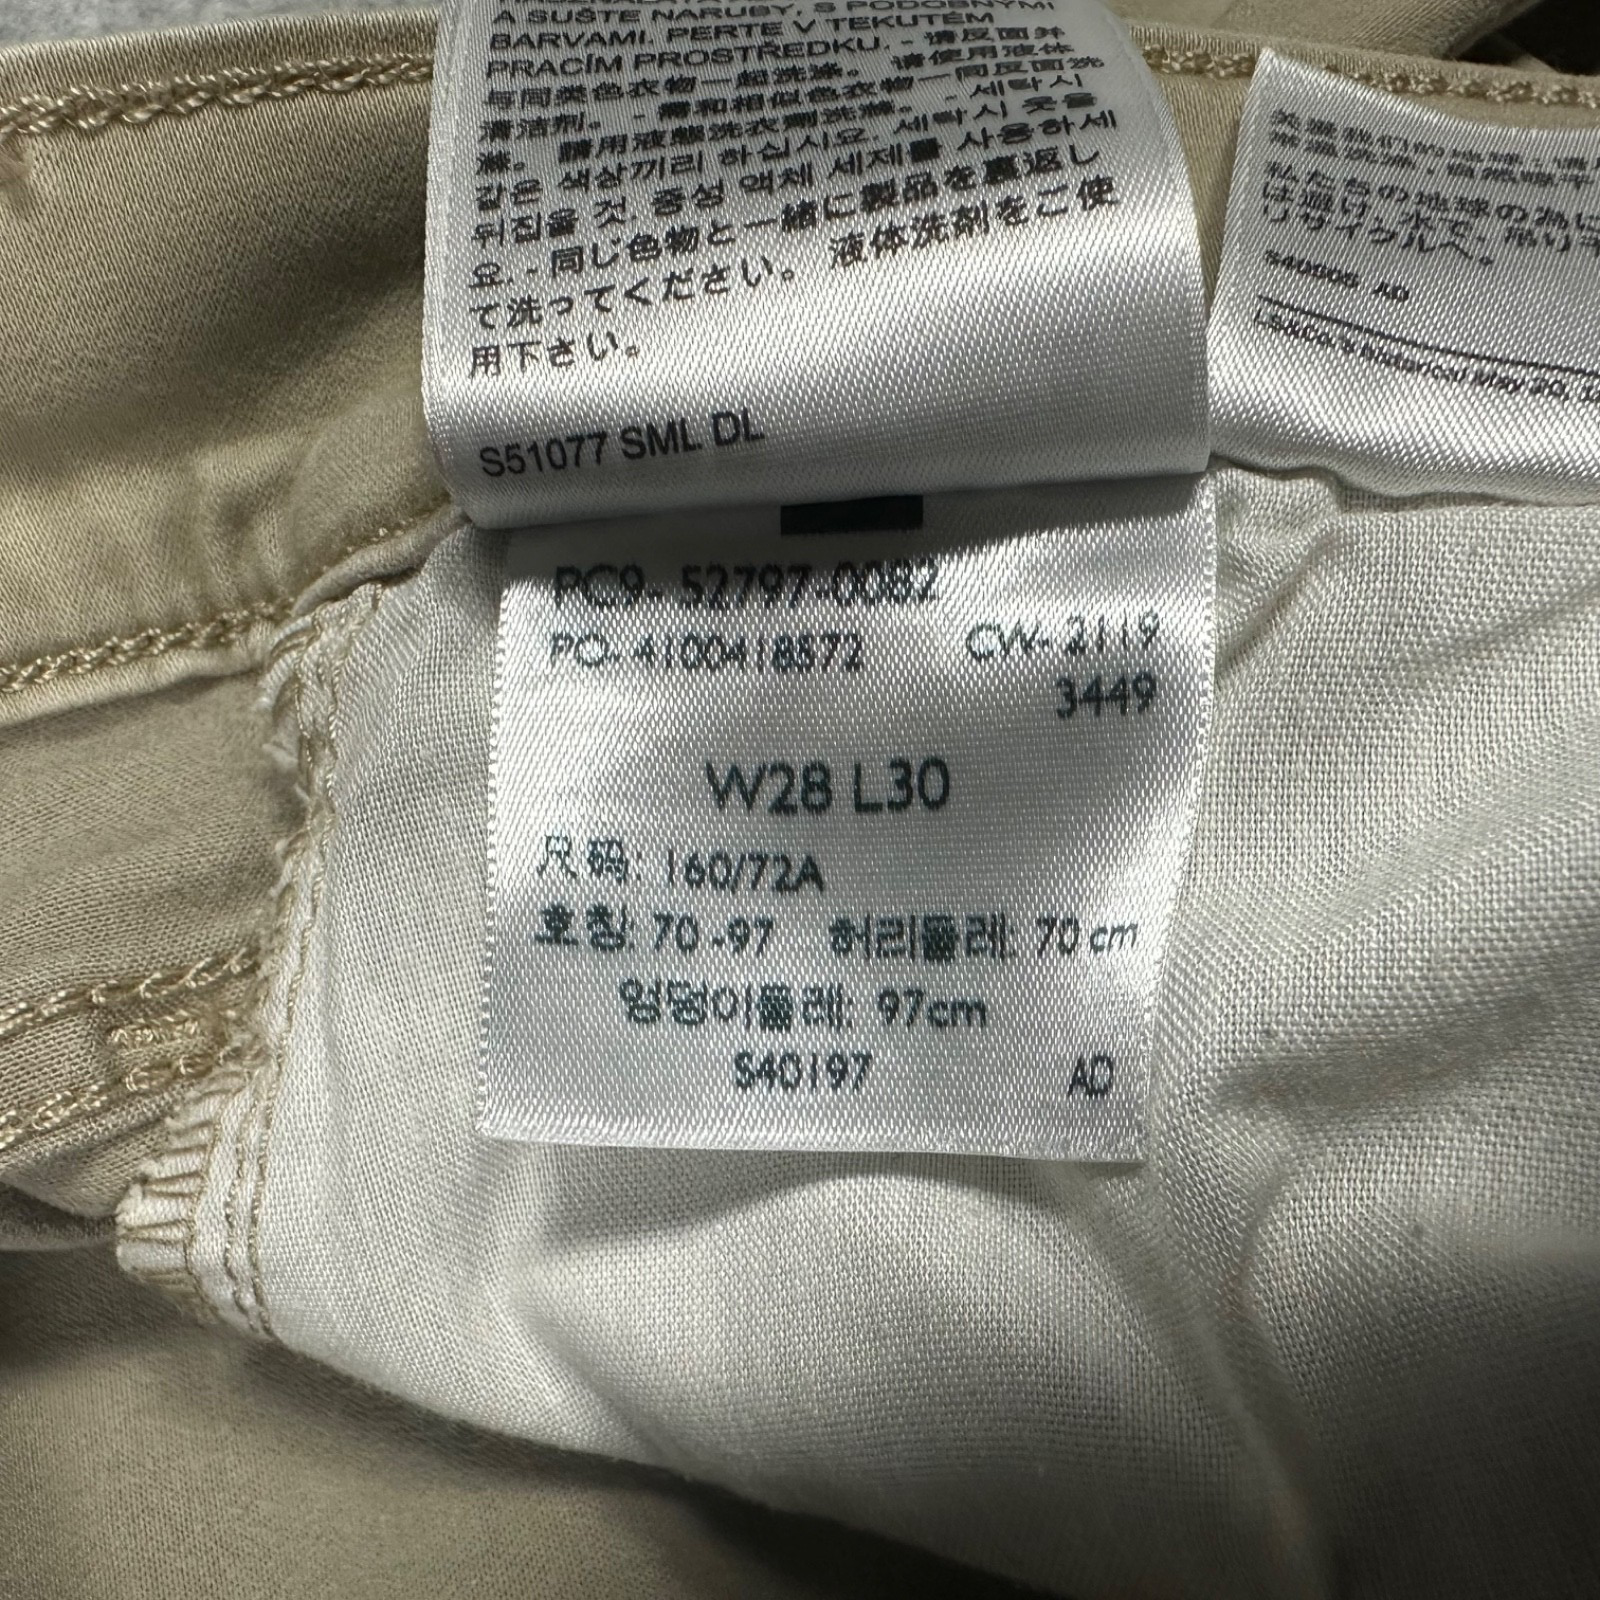 A SUŠTE NARUBY, S PODOBNÝMI
BARVAMI. PERTE V TEKUTÉM
PRACÍM PROSTŘEDKU. - 请反面并
与同类色衣物一起洗涤。请使用液体
清洁剂。 - 需和相似色衣物一同反面洗
滌。 請用液態洗衣劑洗滌。 - 세탁시
같은 색상끼리 하십시요. 세탁시 옷을
뒤집을 것. 중성 액체 세제를 사용하세
요. - 同じ色物と一緒に製品を裏返し
て洗ってください。 液体洗剤をご使
用下さい。
S51077 SML DL
私たちの地球の為に
リサイクルへ。
S40905 AO
PC9- 52797-0082
PO- 4100418572 CW- 2119
3449
W28 L30
尺码: 160/72A
호칭: 70 -97 허리둘레: 70 cm
엉덩이둘레: 97cm
S40197 AO